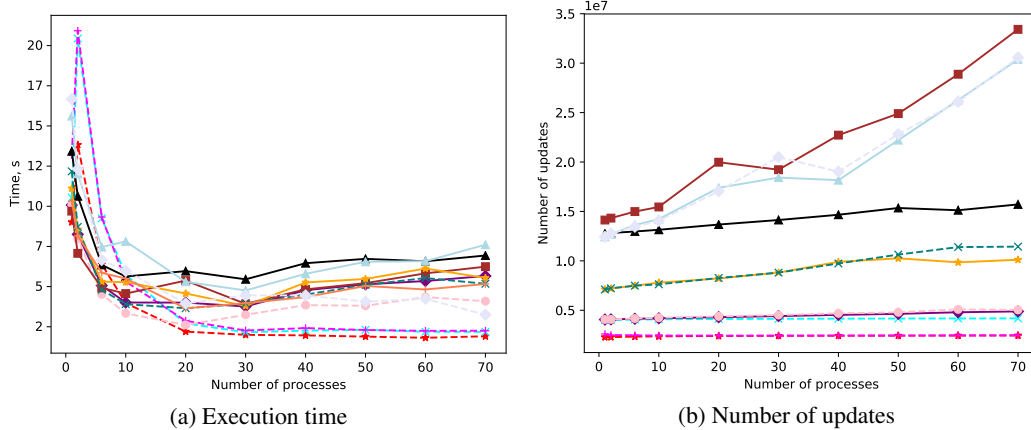 20
17
15
12
10
7
5
2
Time, s
0 10 20 30 40 50 60 70
Number of processes
(a) Execution time
1e7
3.5
3.0
2.5
2.0
1.5
1.0
0.5
Number of updates
0 10 20 30 40 50 60 70
Number of processes
(b) Number of updates